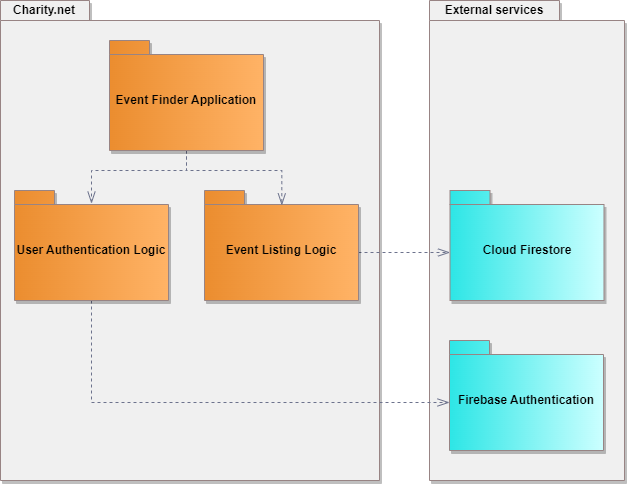 Charity.net
External services
Event Finder Application
User Authentication Logic
Event Listing Logic
Cloud Firestore
Firebase Authentication